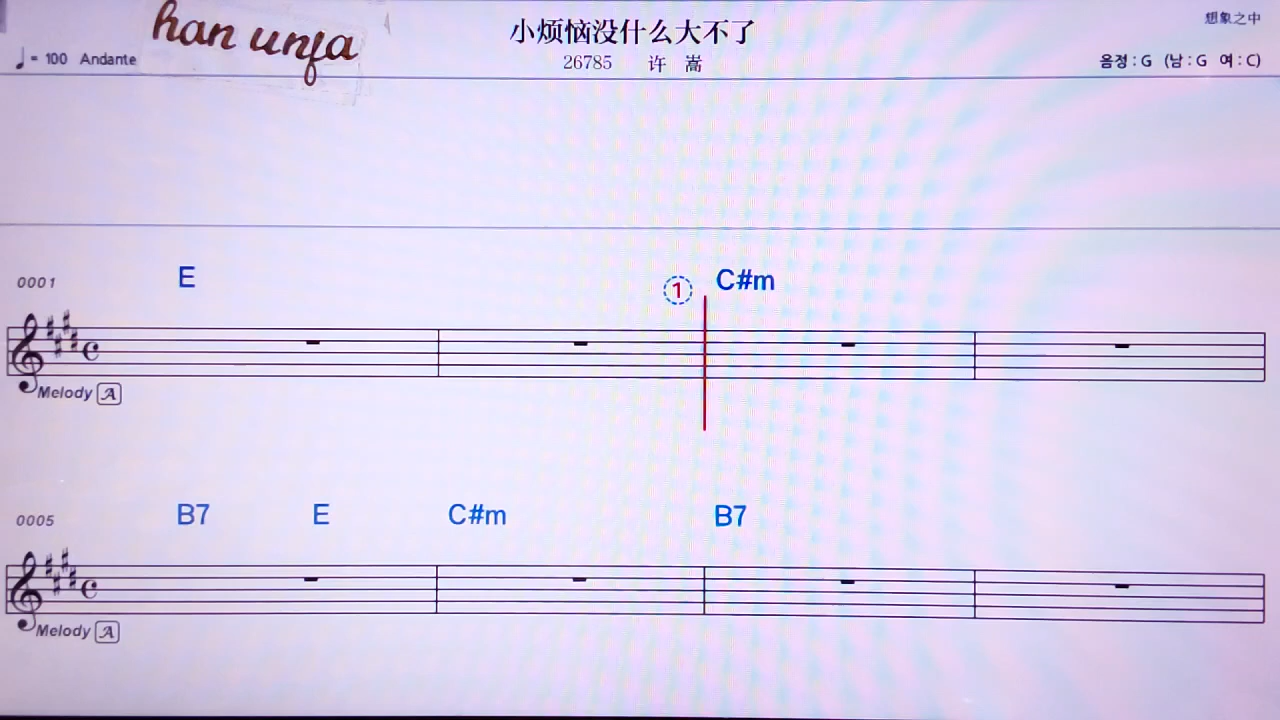 han unja
小烦恼没什么大不了
想象之中
♩ = 100 Andante
26785 许 嵩
음정 : G (남 : G 여 : C)
0001 E ① C#m
Melody A
0005 B7 E C#m B7
Melody A